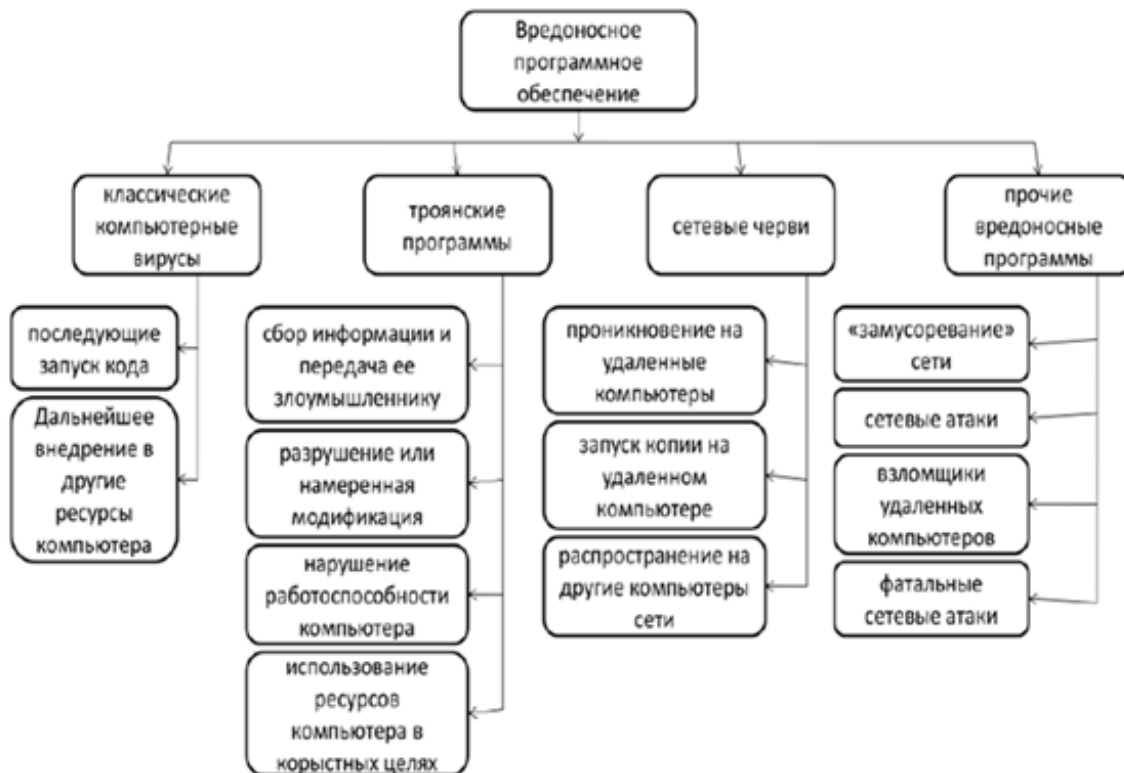 Вредоносное
программное
обеспечение
классические
компьютерные
вирусы
троянские
программы
сетевые черви
прочие
вредоносные
программы
последующие
запуск кода
Дальнейшее
внедрение в
другие
ресурсы
компьютера
сбор информации и
передача ее
злоумышленнику
разрушение или
намеренная
модификация
нарушение
работоспособности
компьютера
использование
ресурсов
компьютера в
корыстных целях
проникновение на
удаленные
компьютеры
запуск копии на
удаленном
компьютере
распространение на
другие компьютеры
сети
«замусоревание»
сети
сетевые атаки
взломщики
удаленных
компьютеров
фатальные
сетевые атаки